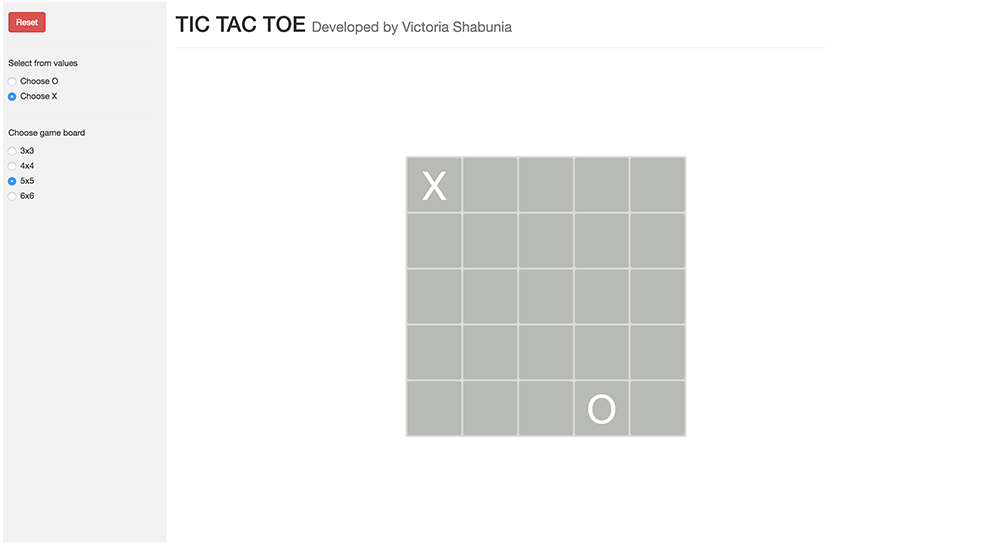 Reset
Select from values
Choose O
Choose X
Choose game board
3x3
4x4
5x5
6x6
TIC TAC TOE Developed by Victoria Shabunia
X
O